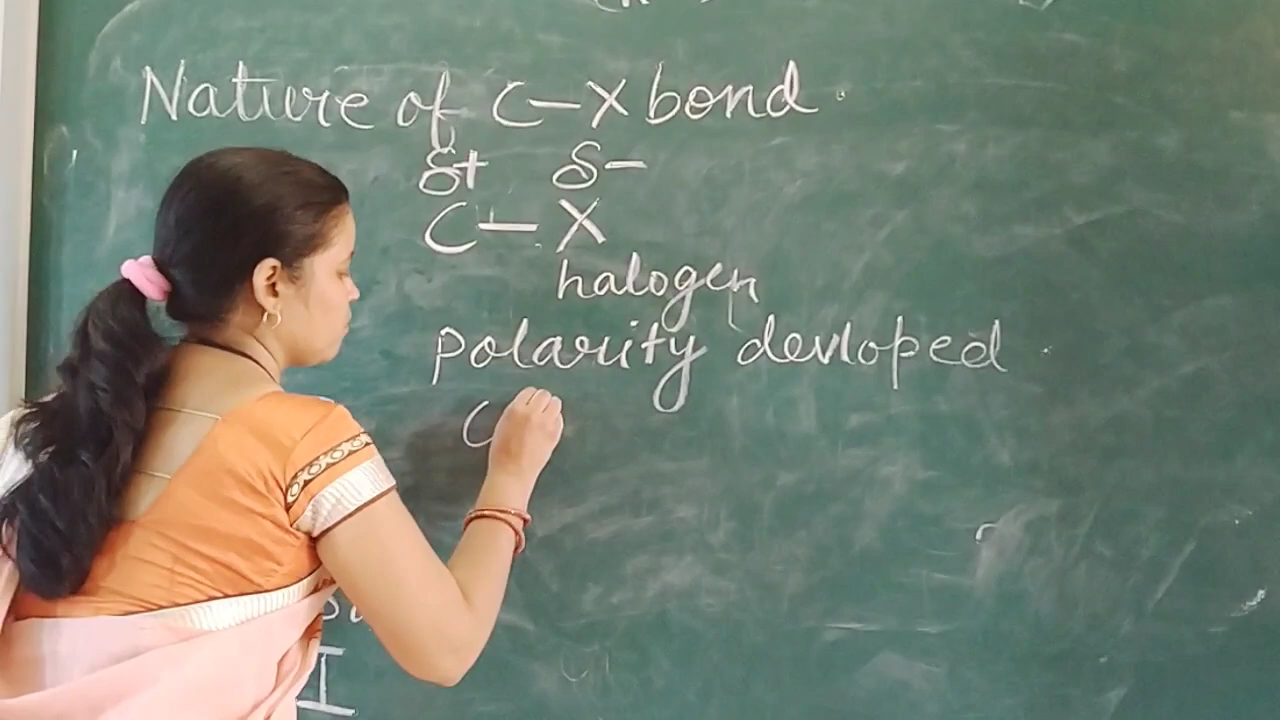 Nature of C-X bond.
δ+ δ-
C-X
halogen
polarity devloped
C
I